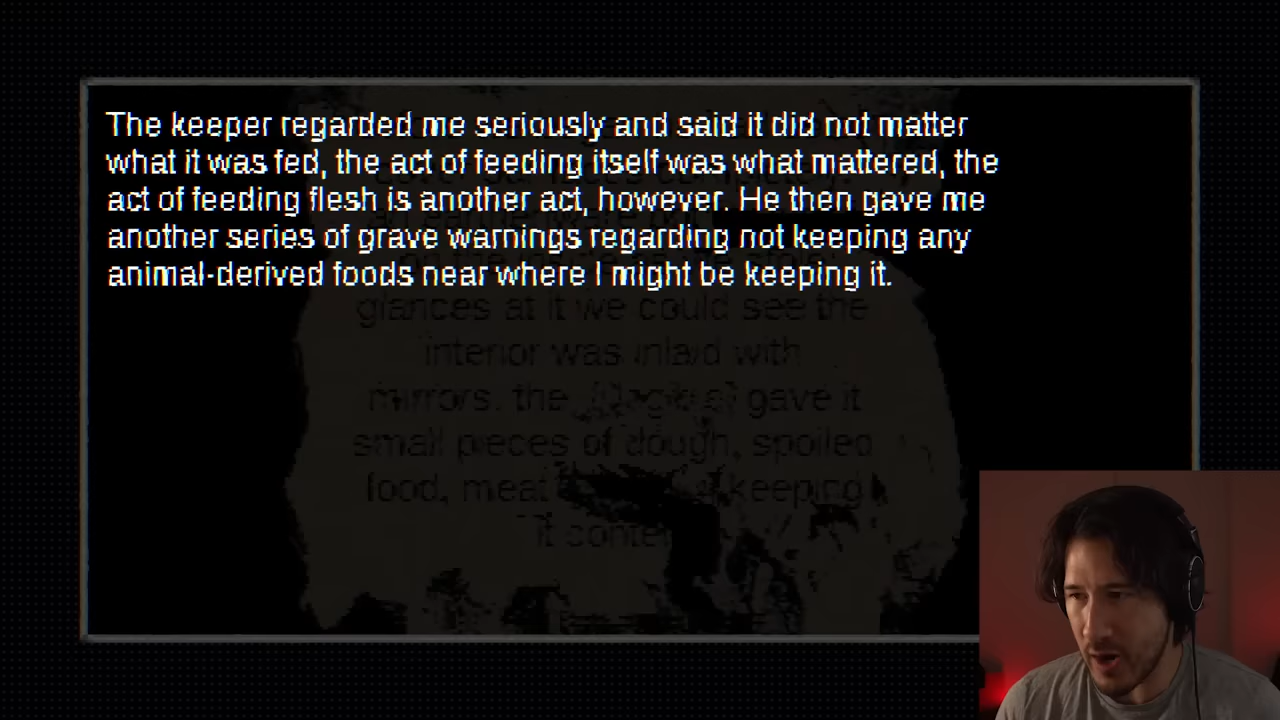 The keeper regarded me seriously and said it did not matter
what it was fed, the act of feeding itself was what mattered, the
act of feeding flesh is another act, however. He then gave me
another series of grave warnings regarding not keeping any
animal-derived foods near where I might be keeping it.
glances at it we could see the
interior was inlaid with
mirrors. the gave it
small pieces of dough, spoiled
food, meat keeping
it